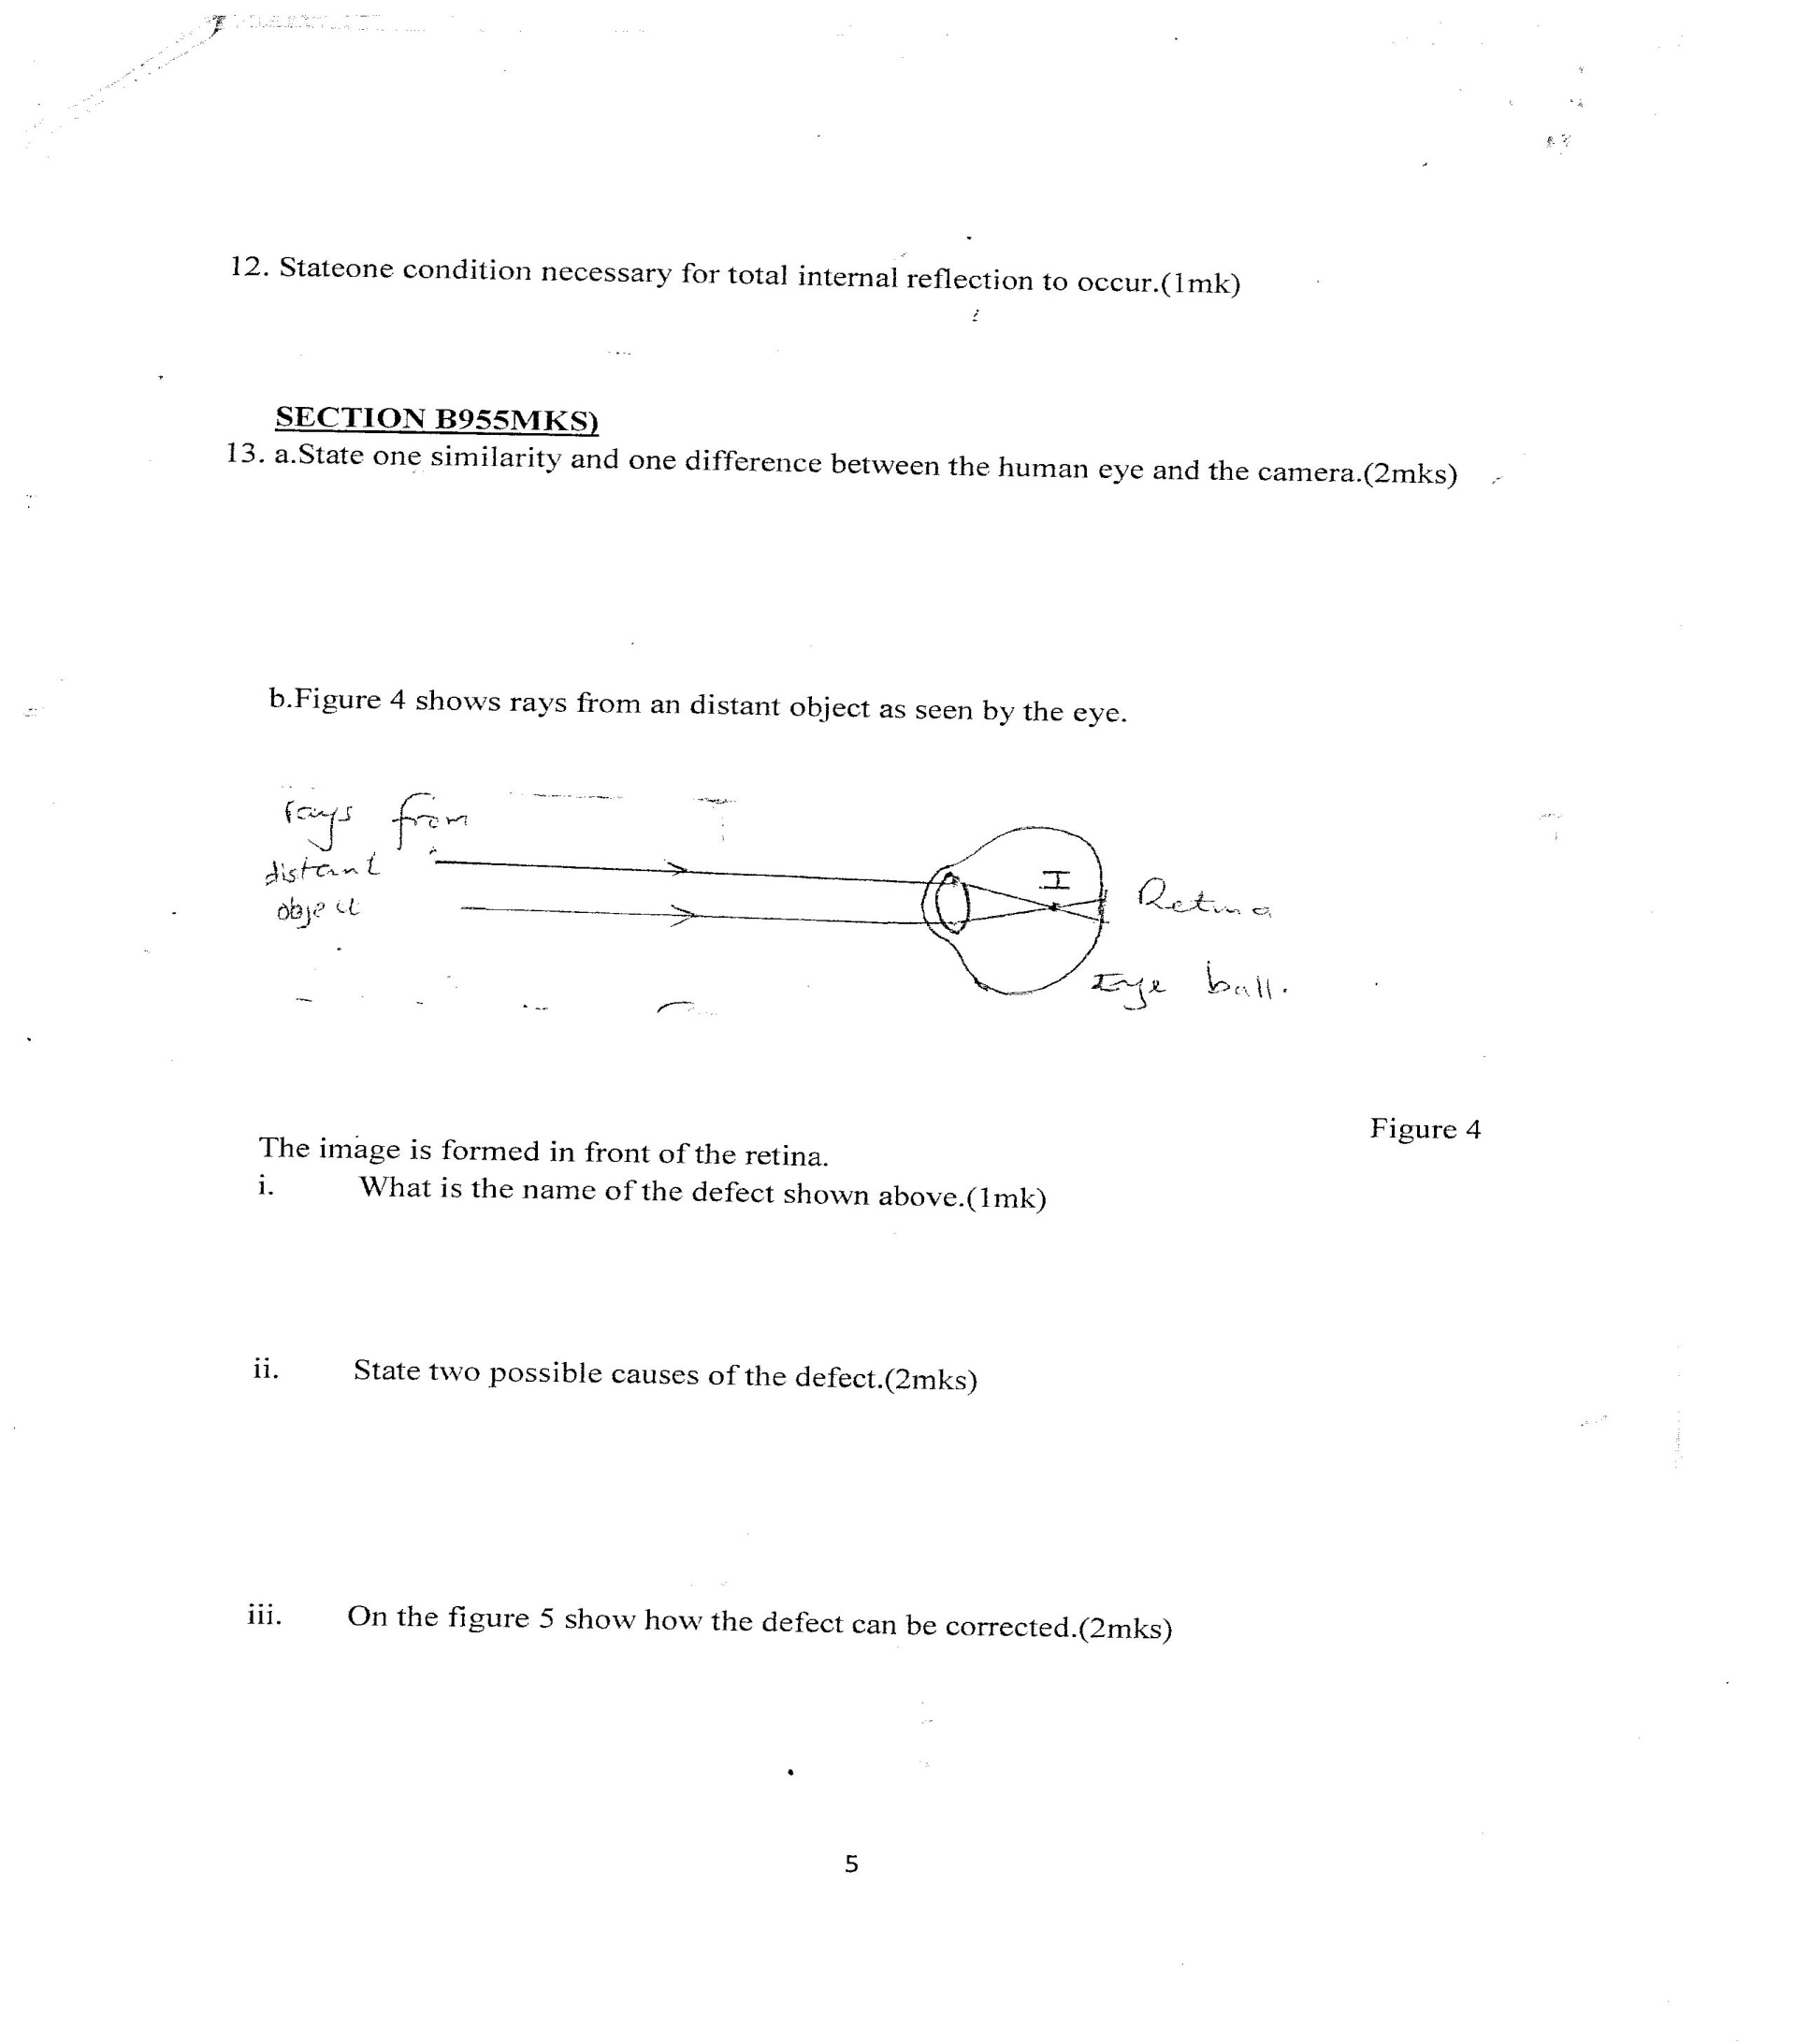 12. Stateone condition necessary for total internal reflection to occur.(1mk)
SECTION B955MKS)
13. a.State one similarity and one difference between the human eye and the camera.(2mks)
b.Figure 4 shows rays from an distant object as seen by the eye.
rays from
distant
object
I
Retina
Eye ball.
Figure 4
The image is formed in front of the retina.
i. What is the name of the defect shown above.(1mk)
ii. State two possible causes of the defect.(2mks)
iii. On the figure 5 show how the defect can be corrected.(2mks)
5